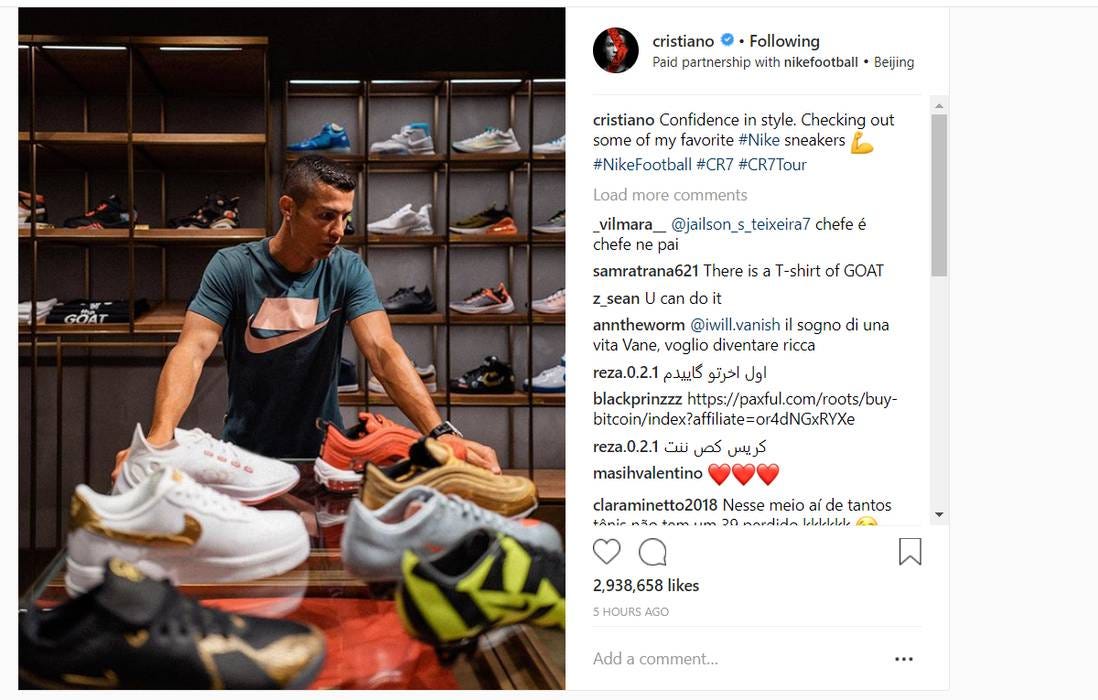 cristiano • Following
Paid partnership with nikefootball • Beijing
cristiano Confidence in style. Checking out
some of my favorite #Nike sneakers 💪
#NikeFootball #CR7 #CR7Tour
Load more comments
_vilmara__ @jailson_s_teixeira7 chefe é
chefe ne pai
samratrana621 There is a T-shirt of GOAT
z_sean U can do it
anntheworm @iwill.vanish il sogno di una
vita Vane, voglio diventare ricca
reza.0.2.1 اول اخرتو گاییدم
blackprinzzz https://paxful.com/roots/buy-
bitcoin/index?affiliate=or4dNGxRYXe
reza.0.2.1 کریس کص ننت
masihvalentino ❤️❤️❤️
claraminetto2018 Nesse meio aí de tantos
tênis não tem um 39 perdido kkkkkk
2,938,658 likes
5 HOURS AGO
Add a comment...
GOAT